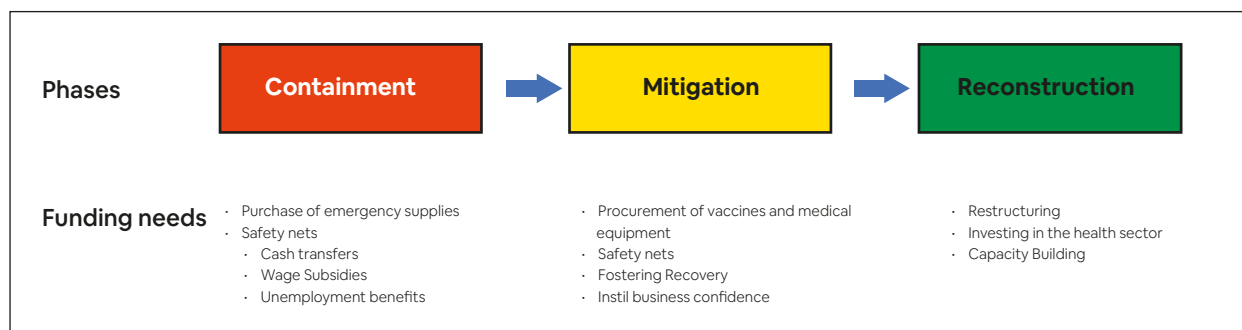 Phases
Containment
Mitigation
Reconstruction
Funding needs
· Purchase of emergency supplies
· Safety nets
· Cash transfers
· Wage Subsidies
· Unemployment benefits
· Procurement of vaccines and medical
equipment
· Safety nets
· Fostering Recovery
· Instil business confidence
· Restructuring
· Investing in the health sector
· Capacity Building